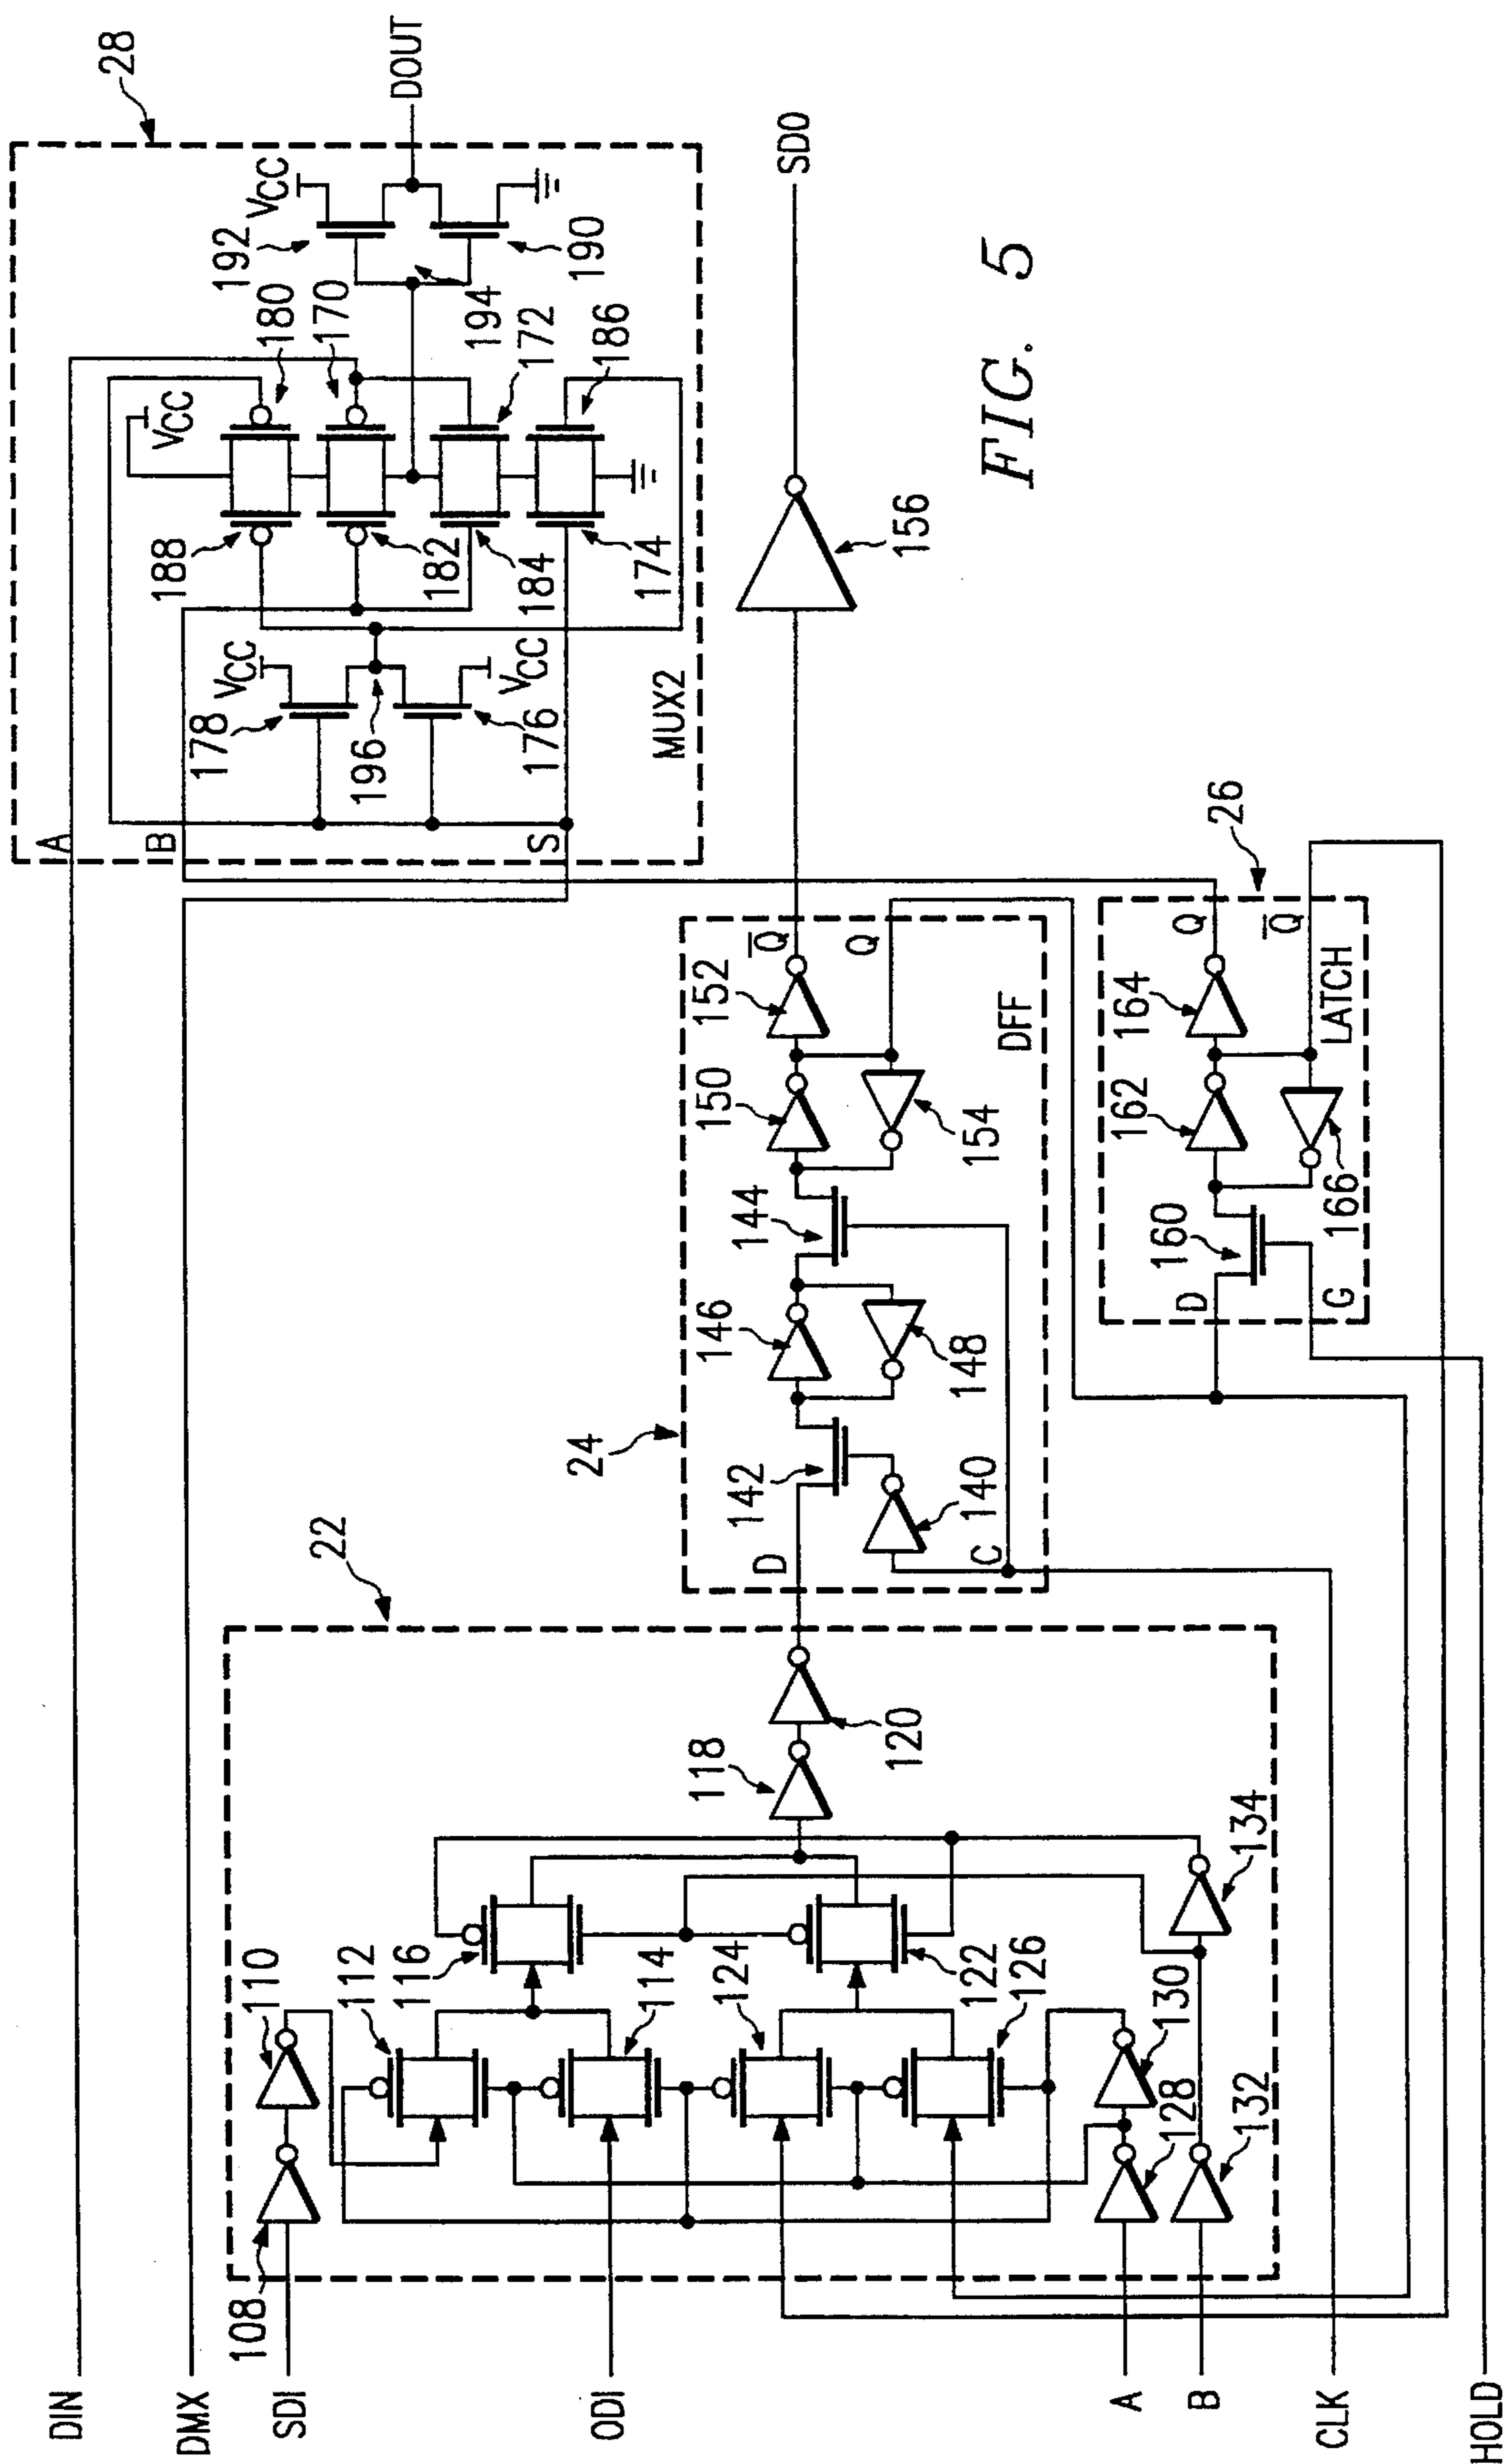 DIN
DMX
SDI
ODI
A
B
CLK
HOLD
22
108
110
112
116
114
124
122
126
130
128
132
134
118
120
24
D
C
142
140
146
148
144
150
154
152
Q̅
Q
DFF
156
SDO
26
D
G
160
162
166
164
Q
Q̅
LATCH
28
A
B
S
MUX2
178
VCC
196
176
VCC
188
182
184
174
VCC
180
170
172
186
194
192
VCC
190
DOUT
FIG. 5